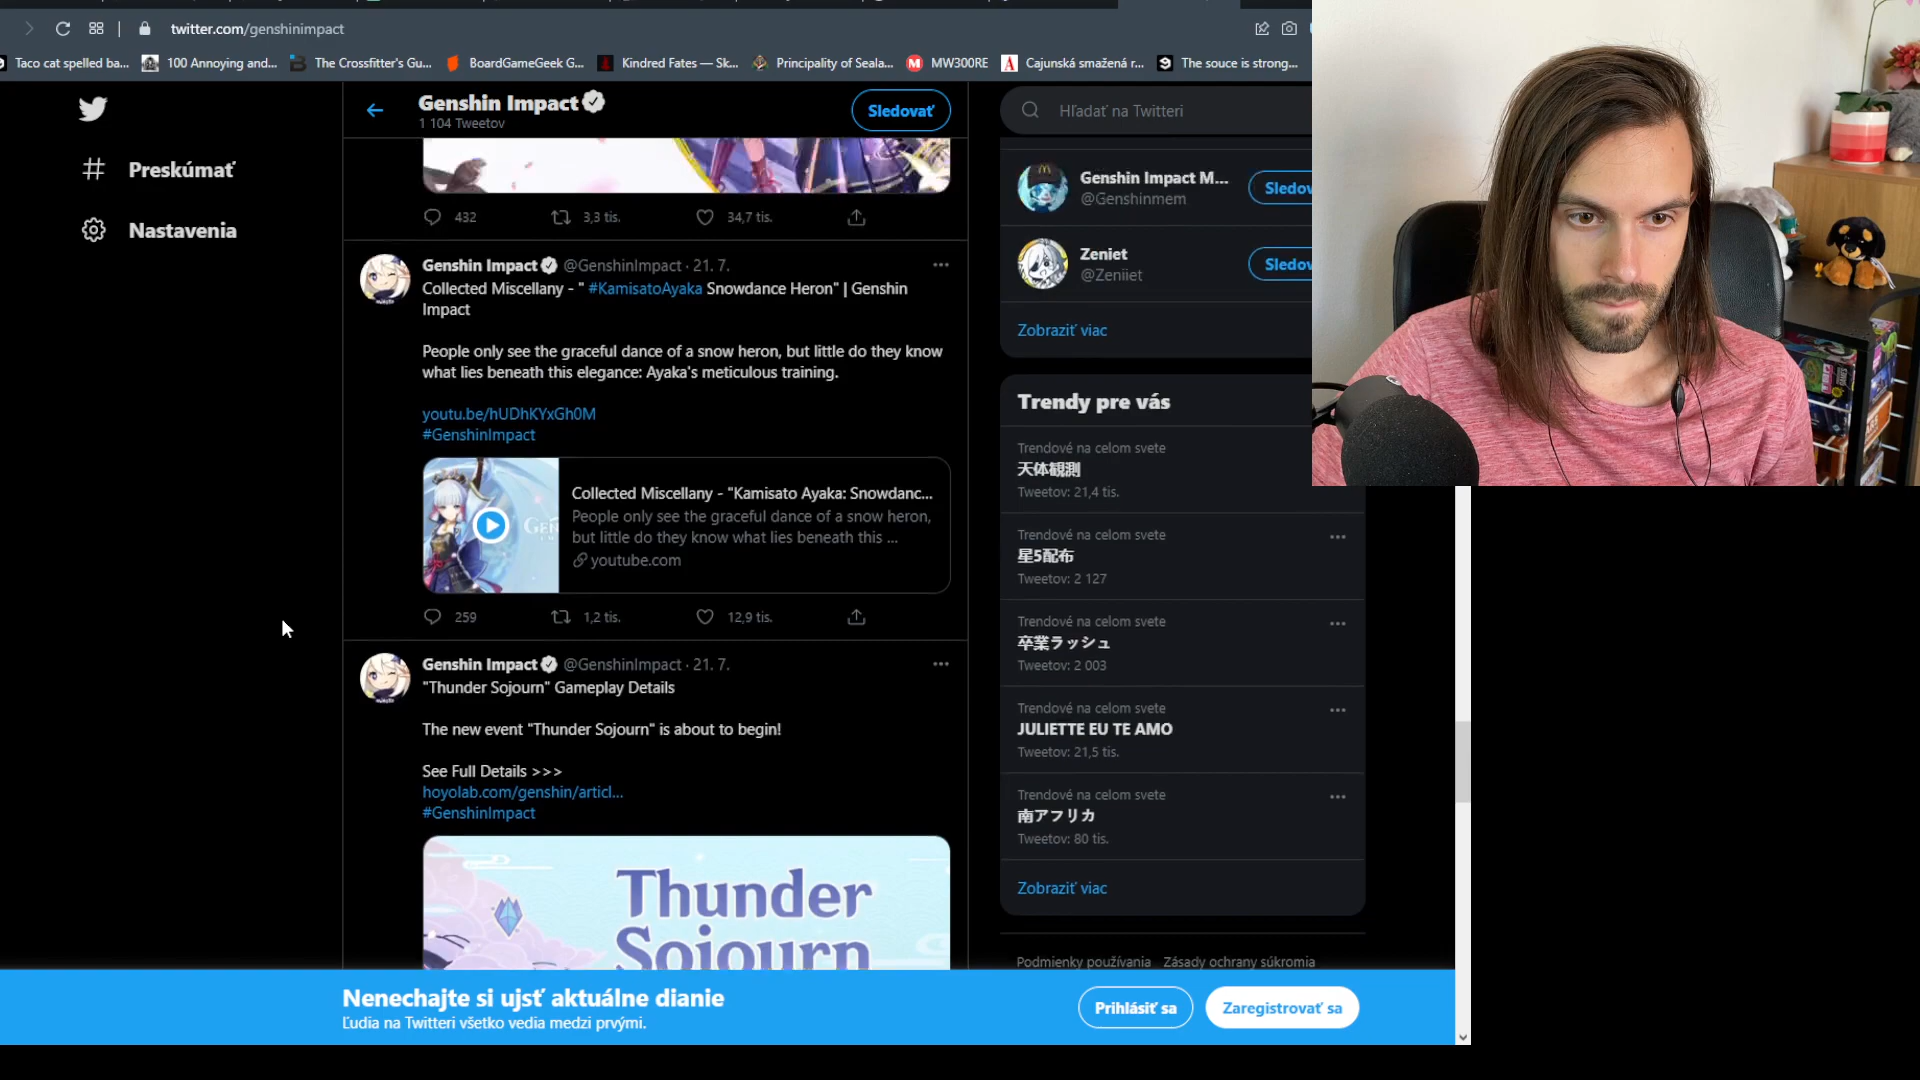 twitter.com/genshinimpact
Taco cat spelled ba...
100 Annoying and...
The Crossfitter's Gu...
BoardGameGeek G...
Kindred Fates — Sk...
Principality of Seala...
MW300RE
Cajunská smažená r...
The souce is strong...
Genshin Impact
1 104 Tweetov
Sledovať
Hľadať na Twitteri
Preskúmať
Nastavenia
432
3,3 tis.
34,7 tis.
Genshin Impact @GenshinImpact · 21. 7.
Collected Miscellany - " #KamisatoAyaka Snowdance Heron" | Genshin
Impact
People only see the graceful dance of a snow heron, but little do they know
what lies beneath this elegance: Ayaka's meticulous training.
youtu.be/hUDhKYxGh0M
#GenshinImpact
Collected Miscellany - "Kamisato Ayaka: Snowdanc...
People only see the graceful dance of a snow heron,
but little do they know what lies beneath this ...
youtube.com
259
1,2 tis.
12,9 tis.
Genshin Impact @GenshinImpact · 21. 7.
"Thunder Sojourn" Gameplay Details
The new event "Thunder Sojourn" is about to begin!
See Full Details >>>
hoyolab.com/genshin/articl...
#GenshinImpact
Thunder
Sojourn
Genshin Impact M...
@Genshinmem
Sledov
Zeniet
@Zeniiet
Sledov
Zobraziť viac
Trendy pre vás
Trendové na celom svete
天体観測
Tweetov: 21,4 tis.
Trendové na celom svete
星5配布
Tweetov: 2 127
Trendové na celom svete
卒業ラッシュ
Tweetov: 2 003
Trendové na celom svete
JULIETTE EU TE AMO
Tweetov: 21,5 tis.
Trendové na celom svete
南アフリカ
Tweetov: 80 tis.
Zobraziť viac
Podmienky používania Zásady ochrany súkromia
Nenechajte si ujsť aktuálne dianie
Ľudia na Twitteri všetko vedia medzi prvými.
Prihlásiť sa
Zaregistrovať sa